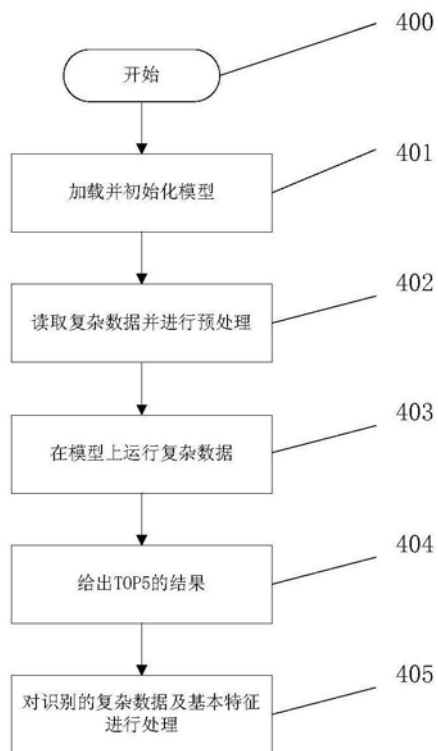 400
开始
401
加载并初始化模型
402
读取复杂数据并进行预处理
403
在模型上运行复杂数据
404
给出TOP5的结果
405
对识别的复杂数据及基本特征
进行处理